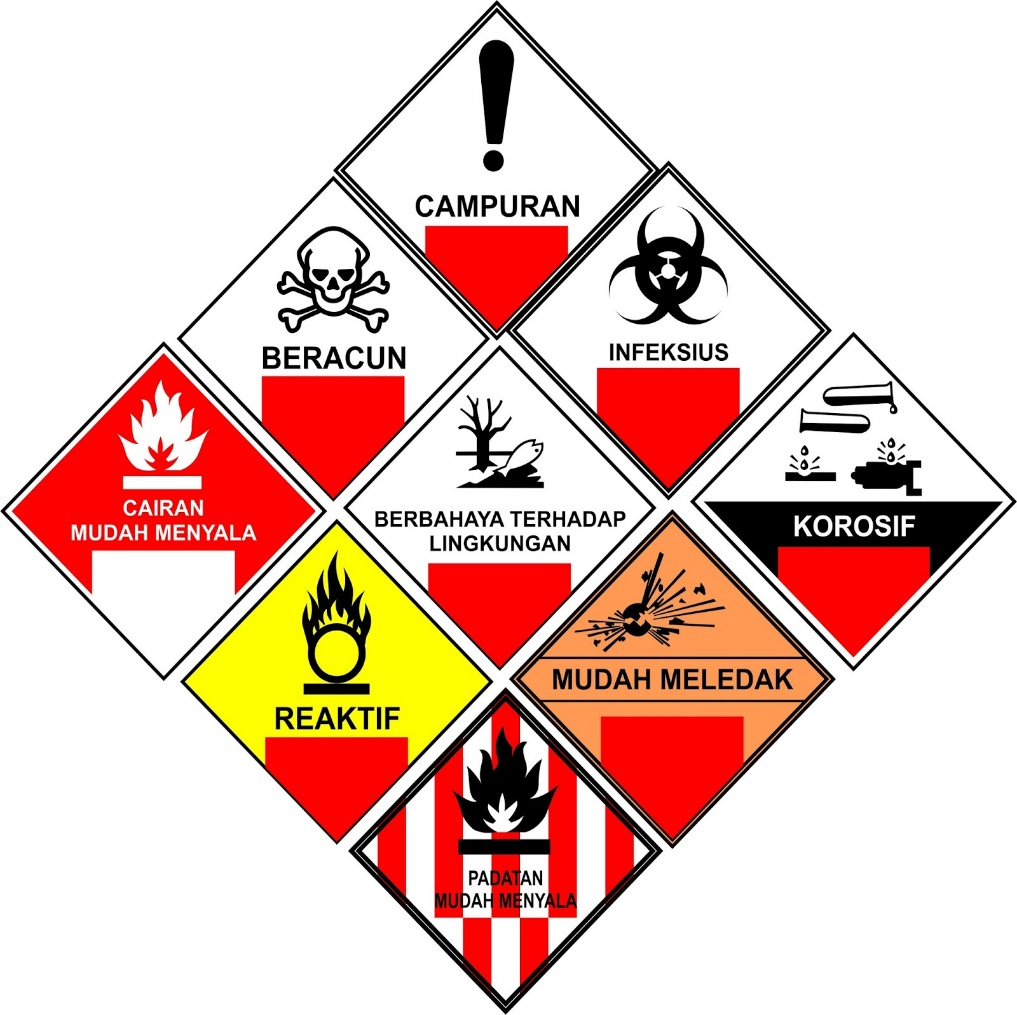 CAMPURAN
BERACUN
INFEKSIUS
CAIRAN
MUDAH MENYALA
BERBAHAYA TERHADAP
LINGKUNGAN
KOROSIF
REAKTIF
MUDAH MELEDAK
PADATAN
MUDAH MENYALA